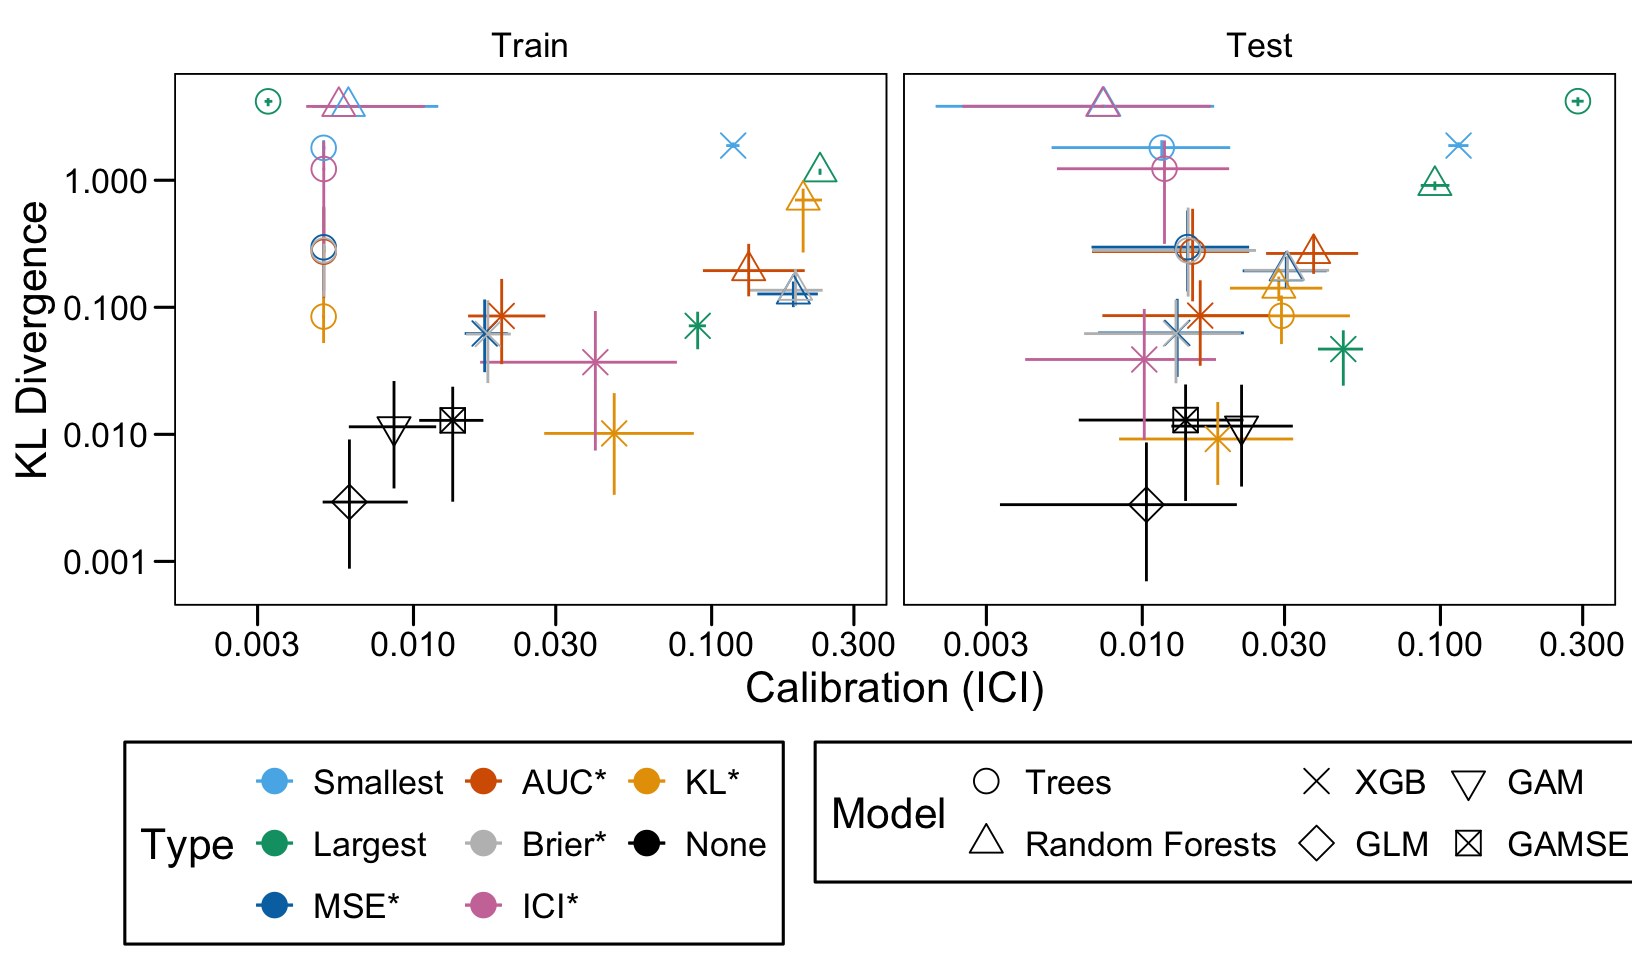 Train
Test
KL Divergence
1.000
0.100
0.010
0.001
0.003 0.010 0.030 0.100 0.300
0.003 0.010 0.030 0.100 0.300
Calibration (ICI)
Type
Smallest AUC* KL*
Largest Brier* None
MSE* ICI*
Model
Trees XGB GAM
Random Forests GLM GAMSE